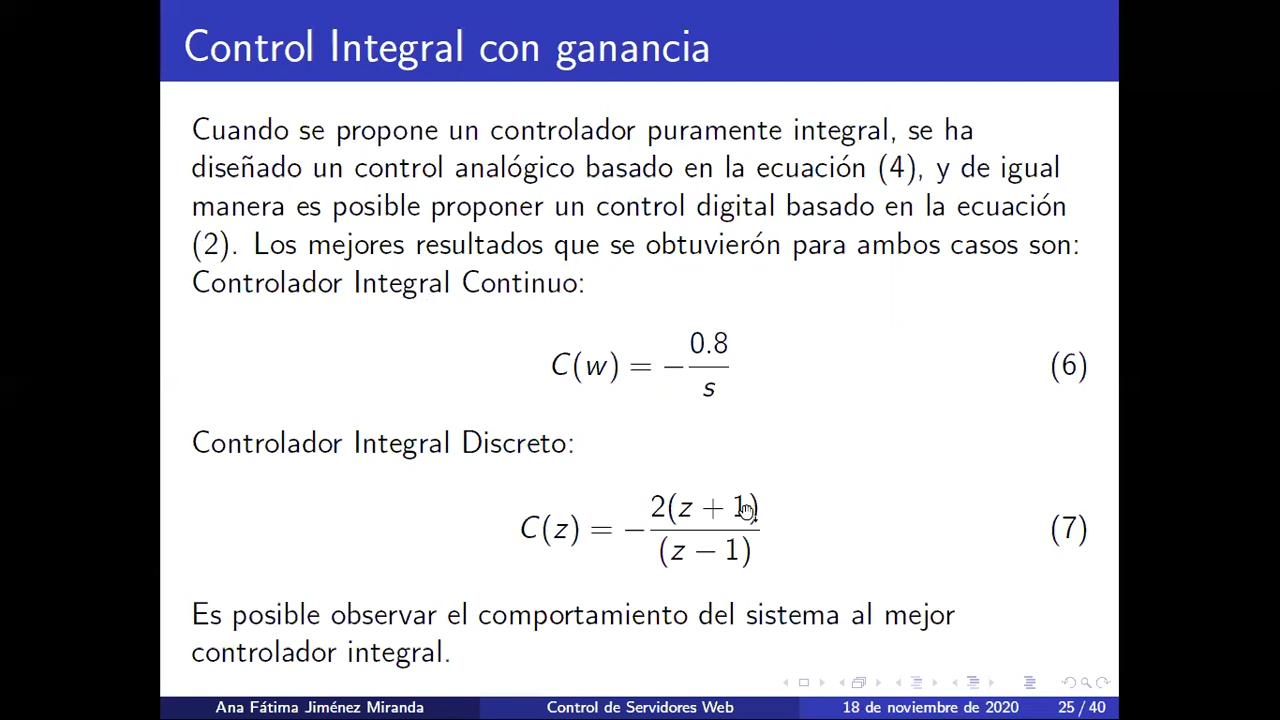 Control Integral con ganancia
Cuando se propone un controlador puramente integral, se ha
diseñado un control analógico basado en la ecuación (4), y de igual
manera es posible proponer un control digital basado en la ecuación
(2). Los mejores resultados que se obtuvierón para ambos casos son:
Controlador Integral Continuo:
C(w) = −0.8/s (6)
Controlador Integral Discreto:
C(z) = −2(z + 1)/(z − 1) (7)
Es posible observar el comportamiento del sistema al mejor
controlador integral.
Ana Fátima Jiménez Miranda Control de Servidores Web 18 de noviembre de 2020 25 / 40